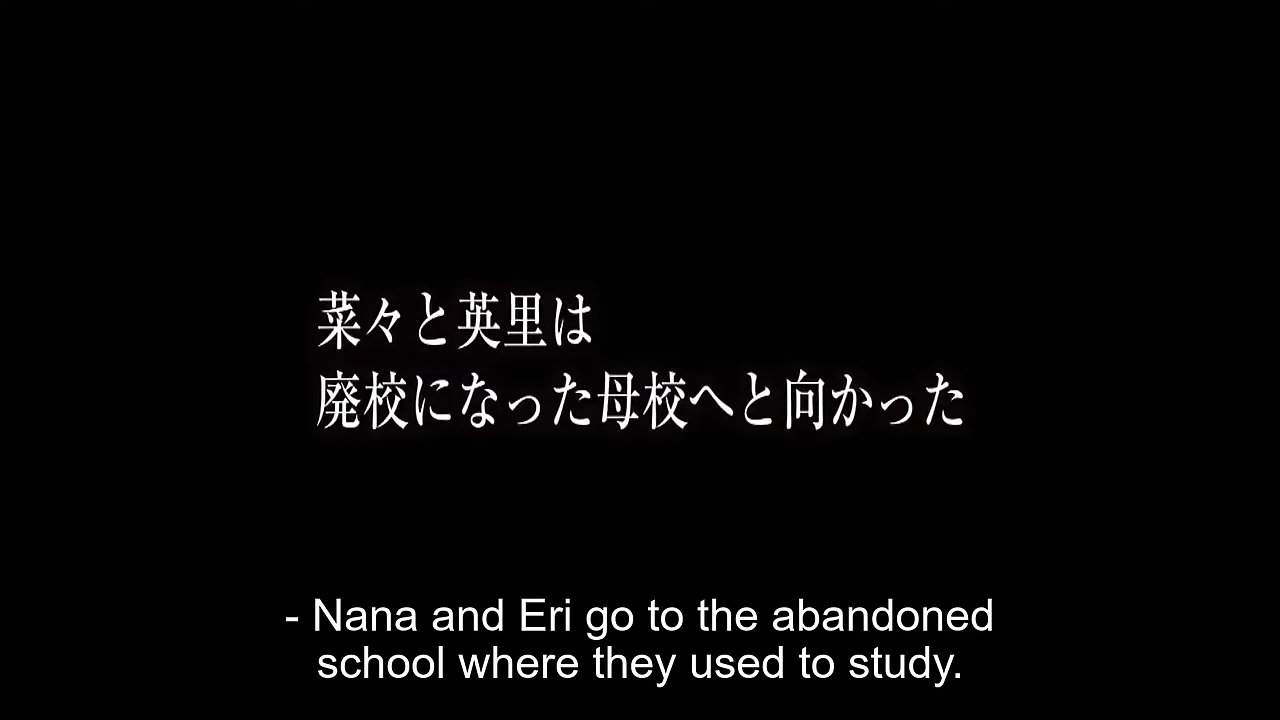 菜々と英里は
廃校になった母校へと向かった
- Nana and Eri go to the abandoned
school where they used to study.